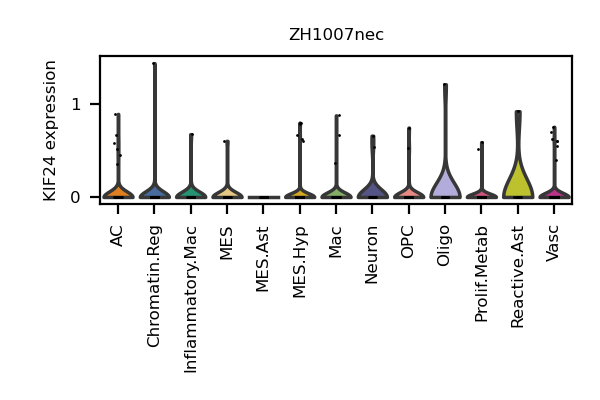 ZH1007nec
KIF24 expression
1
0
AC
Chromatin.Reg
Inflammatory.Mac
MES
MES.Ast
MES.Hyp
Mac
Neuron
OPC
Oligo
Prolif.Metab
Reactive.Ast
Vasc